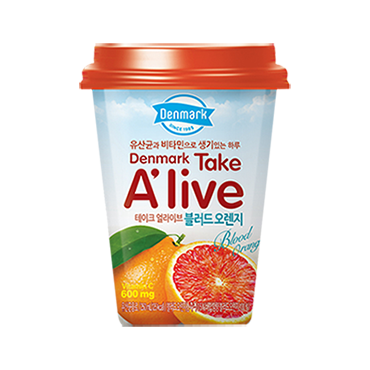 Denmark
SINCE 1985
유산균과 비타민으로 생기있는 하루
Denmark Take
A'live
테이크 얼라이브 블러드오렌지
Blood
Orange
Vitamin C
600 mg